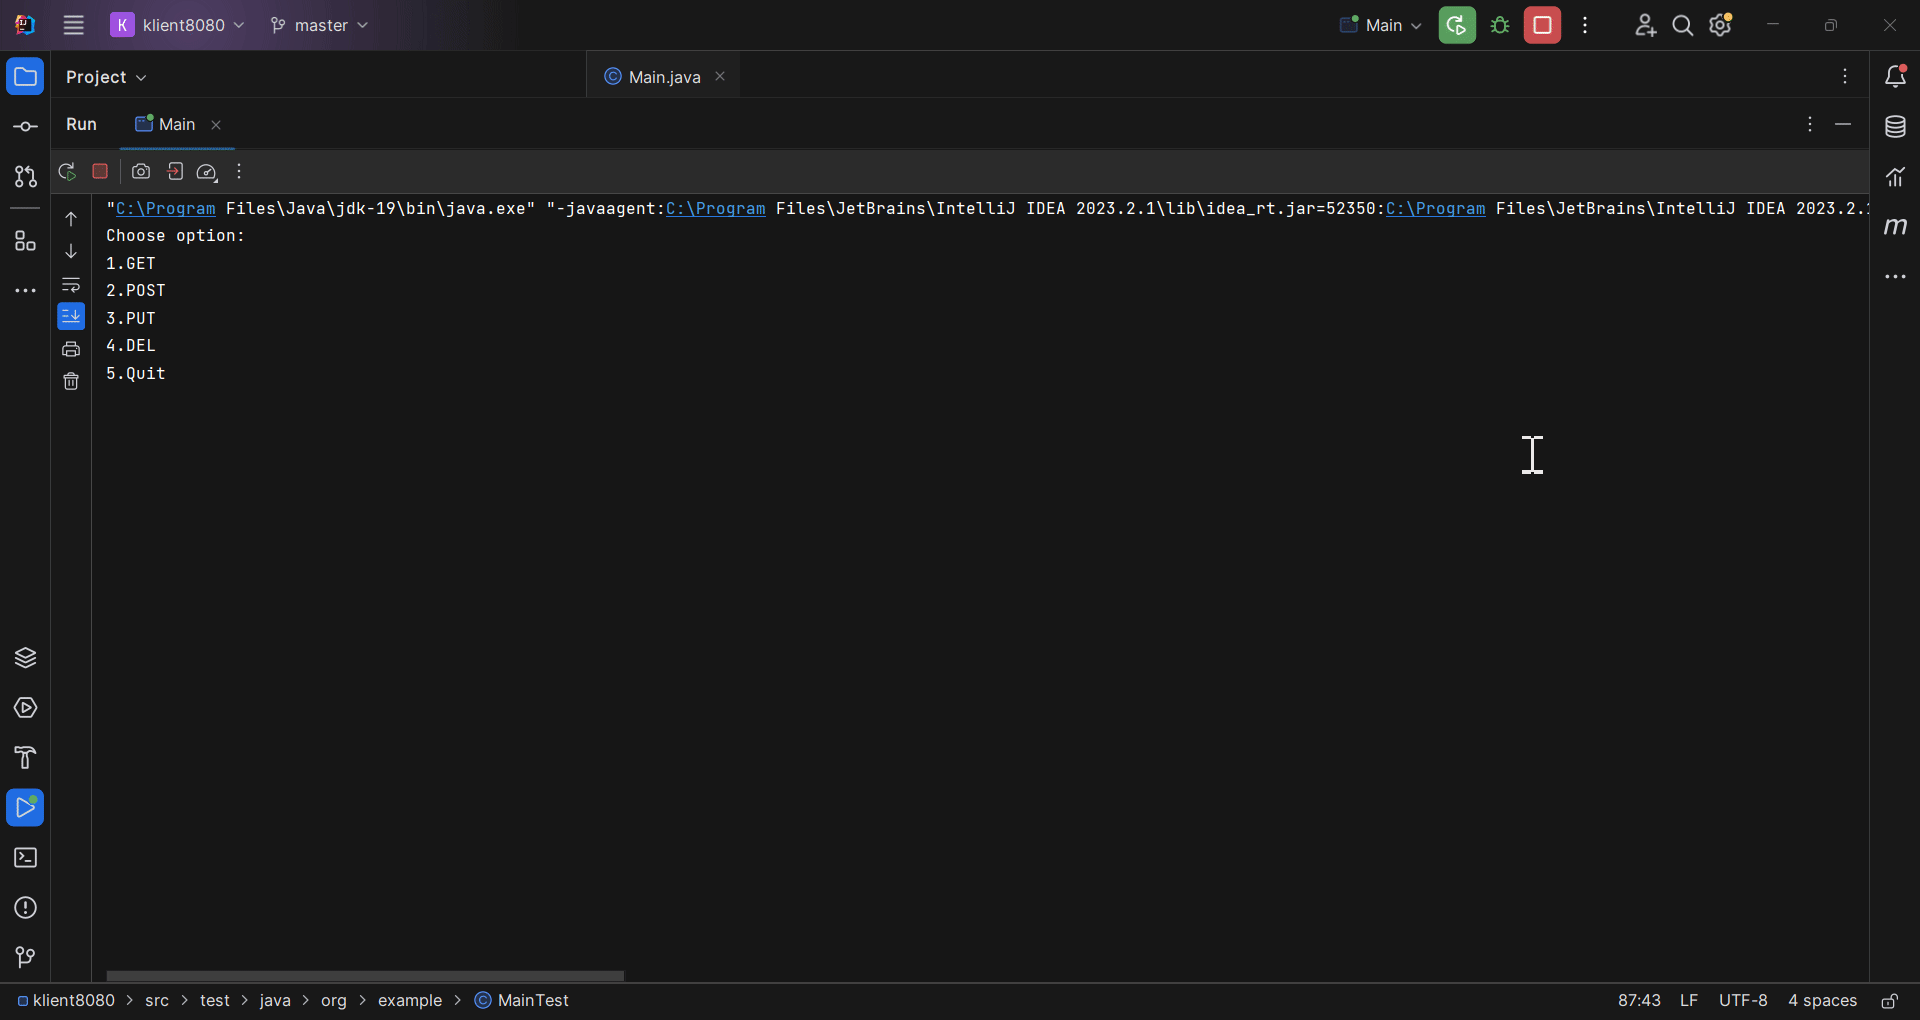 K klient8080 master Main
Project Main.java
Run Main
"C:\Program Files\Java\jdk-19\bin\java.exe" "-javaagent:C:\Program Files\JetBrains\IntelliJ IDEA 2023.2.1\lib\idea_rt.jar=52350:C:\Program Files\JetBrains\IntelliJ IDEA 2023.2.1
Choose option:
1.GET
2.POST
3.PUT
4.DEL
5.Quit
klient8080 > src > test > java > org > example > MainTest 87:43 LF UTF-8 4 spaces